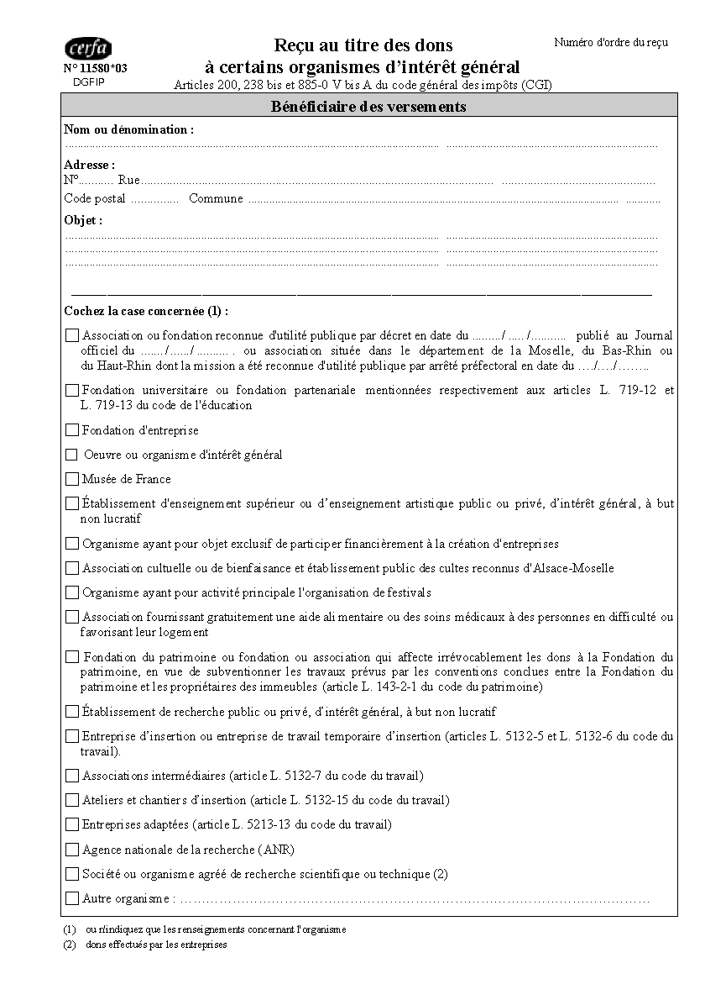 cerfa
N° 11580*03
DGFIP
Reçu au titre des dons
à certains organismes d’intérêt général
Articles 200, 238 bis et 885-0 V bis A du code général des impôts (CGI)
Numéro d'ordre du reçu
Bénéficiaire des versements
Nom ou dénomination :
Adresse :
N°........... Rue..............................................................................................................
Code postal ............... Commune ..............................................................................................................
Objet :
Cochez la case concernée (1) :
Association ou fondation reconnue d'utilité publique par décret en date du ........./ ..... /........... publié au Journal
officiel du ......./....../ .......... . ou association située dans le département de la Moselle, du Bas-Rhin ou
du Haut-Rhin dont la mission a été reconnue d'utilité publique par arrêté préfectoral en date du …./…./……..
Fondation universitaire ou fondation partenariale mentionnées respectivement aux articles L. 719-12 et
L. 719-13 du code de l'éducation
Fondation d'entreprise
Oeuvre ou organisme d'intérêt général
Musée de France
Établissement d'enseignement supérieur ou d’enseignement artistique public ou privé, d’intérêt général, à but
non lucratif
Organisme ayant pour objet exclusif de participer financièrement à la création d'entreprises
Association cultuelle ou de bienfaisance et établissement public des cultes reconnus d'Alsace-Moselle
Organisme ayant pour activité principale l'organisation de festivals
Association fournissant gratuitement une aide alimentaire ou des soins médicaux à des personnes en difficulté ou
favorisant leur logement
Fondation du patrimoine ou fondation ou association qui affecte irrévocablement les dons à la Fondation du
patrimoine, en vue de subventionner les travaux prévus par les conventions conclues entre la Fondation du
patrimoine et les propriétaires des immeubles (article L. 143-2-1 du code du patrimoine)
Établissement de recherche public ou privé, d’intérêt général, à but non lucratif
Entreprise d’insertion ou entreprise de travail temporaire d’insertion (articles L. 5132-5 et L. 5132-6 du code du
travail).
Associations intermédiaires (article L. 5132-7 du code du travail)
Ateliers et chantiers d’insertion (article L. 5132-15 du code du travail)
Entreprises adaptées (article L. 5213-13 du code du travail)
Agence nationale de la recherche (ANR)
Société ou organisme agréé de recherche scientifique ou technique (2)
Autre organisme : ………………………………………………………………………………………………
(1) ou n'indiquez que les renseignements concernant l'organisme
(2) dons effectués par les entreprises